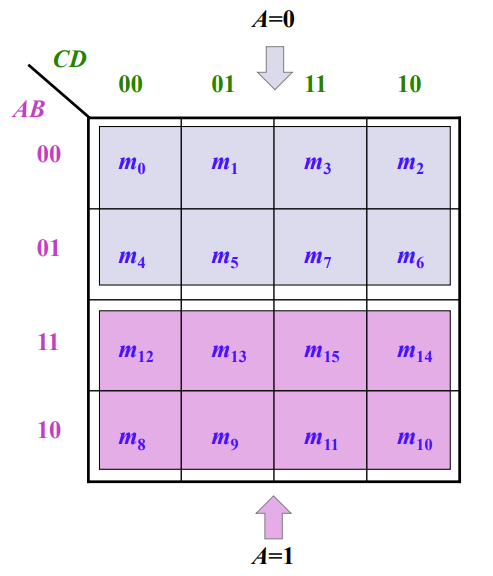 A=0
CD
00 01 11 10
AB
00 m₀ m₁ m₃ m₂
01 m₄ m₅ m₇ m₆
11 m₁₂ m₁₃ m₁₅ m₁₄
10 m₈ m₉ m₁₁ m₁₀
A=1